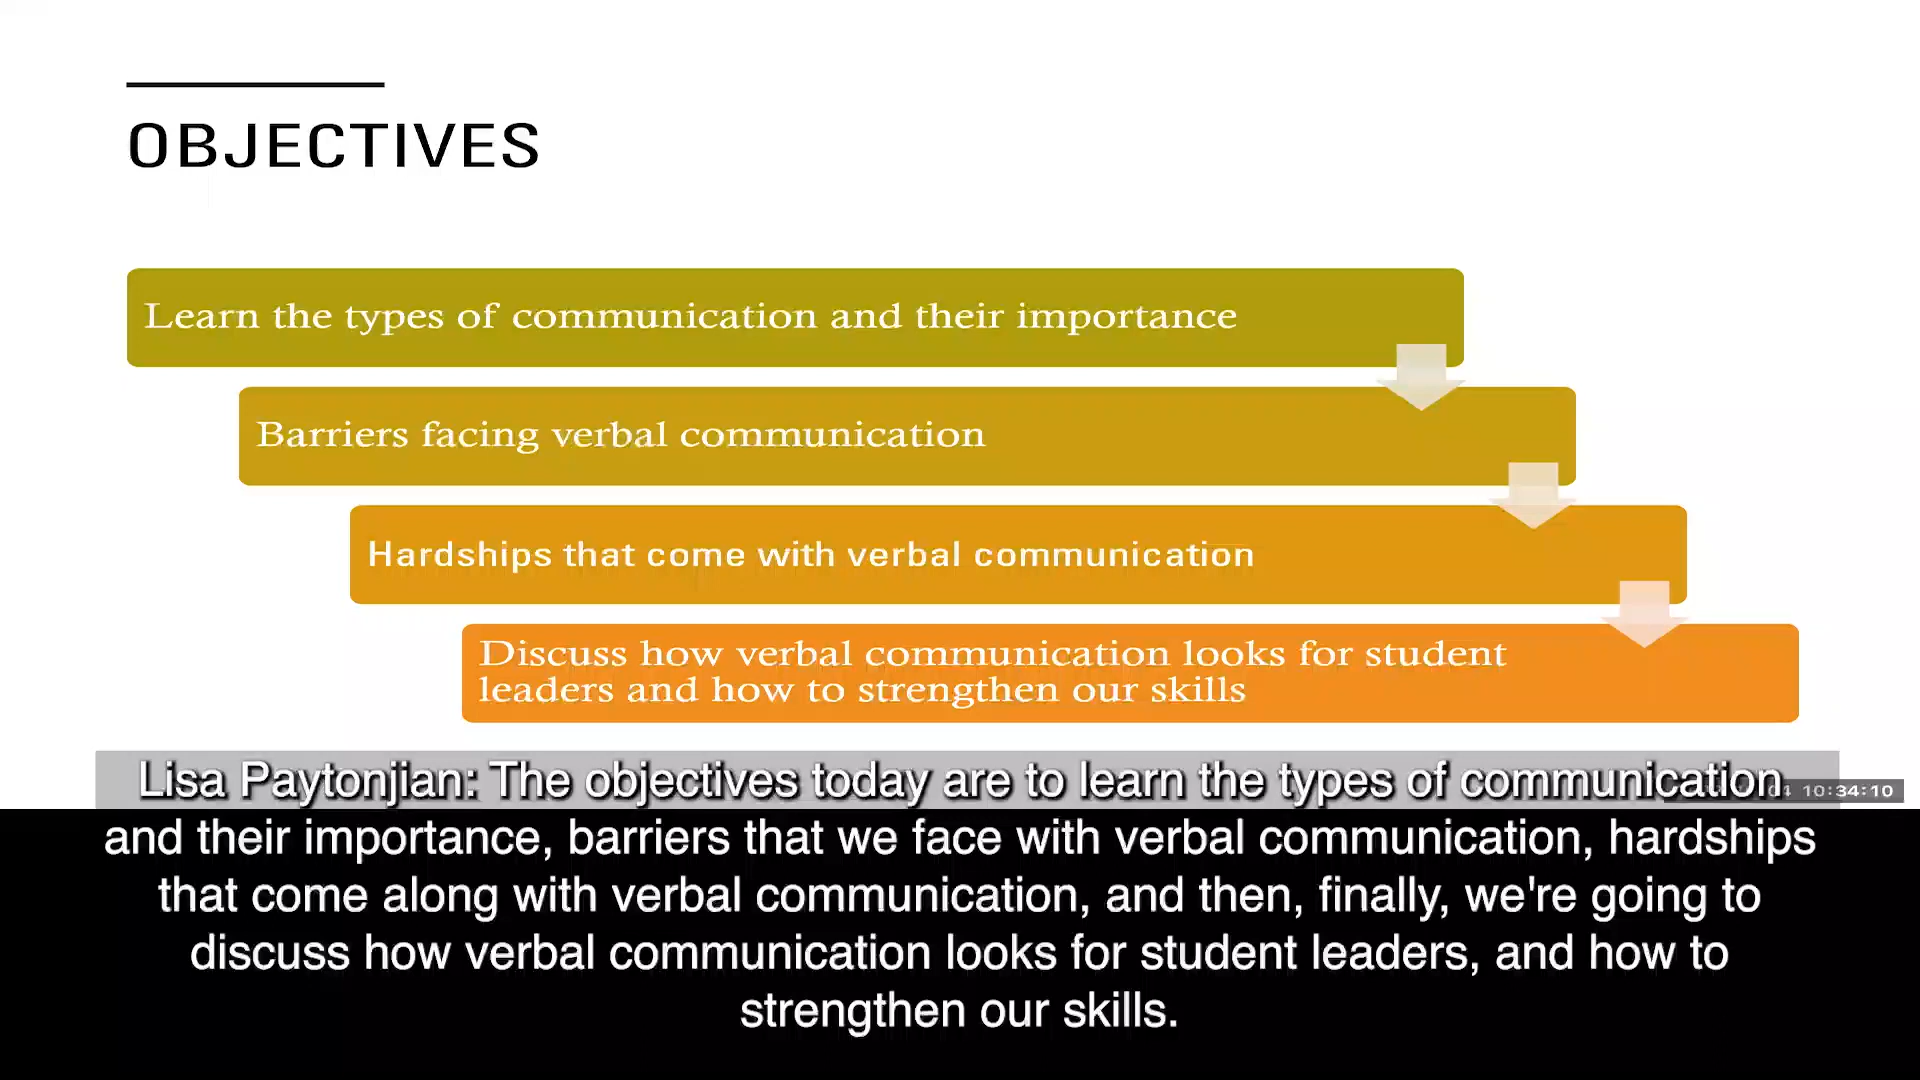 OBJECTIVES
Learn the types of communication and their importance
Barriers facing verbal communication
Hardships that come with verbal communication
Discuss how verbal communication looks for student
leaders and how to strengthen our skills
Lisa Paytonjian: The objectives today are to learn the types of communication
10:34:10
and their importance, barriers that we face with verbal communication, hardships
that come along with verbal communication, and then, finally, we're going to
discuss how verbal communication looks for student leaders, and how to
strengthen our skills.